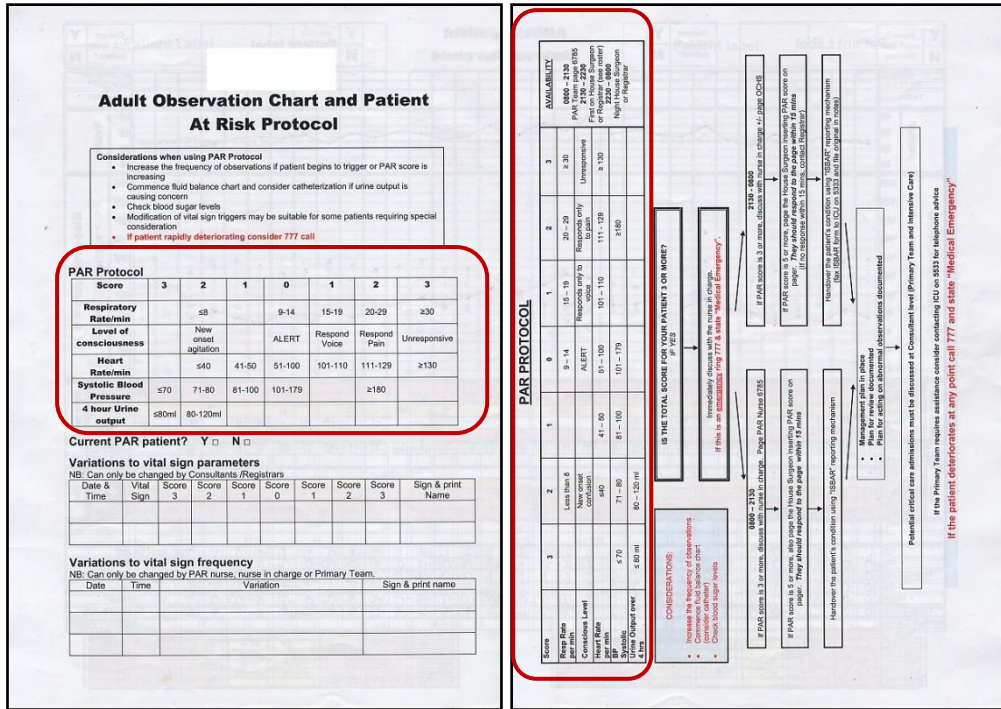 Adult Observation Chart and Patient
At Risk Protocol
Considerations when using PAR Protocol
• Increase the frequency of observations if patient begins to trigger or PAR score is
increasing
• Commence fluid balance chart and consider catheterization if urine output is
causing concern
• Check blood sugar levels
• Modification of vital sign triggers may be suitable for some patients requiring special
consideration
• If patient rapidly deteriorating consider 777 call
PAR Protocol
Score 3 2 1 0 1 2 3
Respiratory Rate/min ≤8 9-14 15-19 20-29 ≥30
Level of consciousness New onset agitation ALERT Respond Voice Respond Pain Unresponsive
Heart Rate/min ≤40 41-50 51-100 101-110 111-129 ≥130
Systolic Blood Pressure ≤70 71-80 81-100 101-179 ≥180
4 hour Urine output ≤80ml 80-120ml
Current PAR patient? Y □ N □
Variations to vital sign parameters
NB: Can only be changed by Consultants /Registrars
Date & Time Vital Sign Score 3 Score 2 Score 1 Score 0 Score 1 Score 2 Score 3 Sign & print Name
Variations to vital sign frequency
NB: Can only be changed by PAR nurse, nurse in charge or Primary Team.
Date Time Variation Sign & print name
PAR PROTOCOL
Score 3 2 1 0 1 2 3 AVAILABILITY
Resp Rate per min Less than 8 9 – 14 15 – 19 20 – 29 ≥ 30
Conscious Level New onset confusion ALERT Responds only to voice Responds only to pain Unresponsive
Heart Rate per min ≤40 41 – 50 51 – 100 101 – 110 111 - 129 ≥ 130
BP Systolic ≤ 70 71 – 80 81 – 100 101 – 179 ≥180
Urine Output over 4 hrs ≤ 80 ml 80 – 120 ml
0800 – 2130
PAR Team page 6785
2130 – 2230
First on House Surgeon
or Registrar (see roster)
2230 – 0800
Night House Surgeon
or Registrar
CONSIDERATIONS:
• Increase the frequency of observations
• Commence fluid balance chart
(consider catheter)
• Check blood sugar levels
IS THE TOTAL SCORE FOR YOUR PATIENT 3 OR MORE?
IF YES
Immediately discuss with the nurse in charge.
If this is an emergency ring 777 & state "Medical Emergency".
0800 – 2130
If PAR score is 3 or more, discuss with nurse in charge. Page PAR Nurse 6785
If PAR score is 5 or more, also page the House Surgeon inserting PAR score on
pager. They should respond to the page within 15 mins
Handover the patient's condition using "ISBAR" reporting mechanism
2130 - 0800
If PAR score is 3 or more, discuss with nurse in charge +/- page OCHS
If PAR score is 5 or more, page the House Surgeon inserting PAR score on
pager. They should respond to the page within 15 mins
(If no response within 15 mins, contact Registrar)
Handover the patient's condition using "ISBAR" reporting mechanism
(fax ISBAR form to ICU on 5333 and file original in notes)
• Management plan in place
• Plan for review documented
• Plan for acting on abnormal observations documented
Potential critical care admissions must be discussed at Consultant level (Primary Team and Intensive Care)
If the Primary Team requires assistance consider contacting ICU on 5533 for telephone advice
If the patient deteriorates at any point call 777 and state "Medical Emergency"